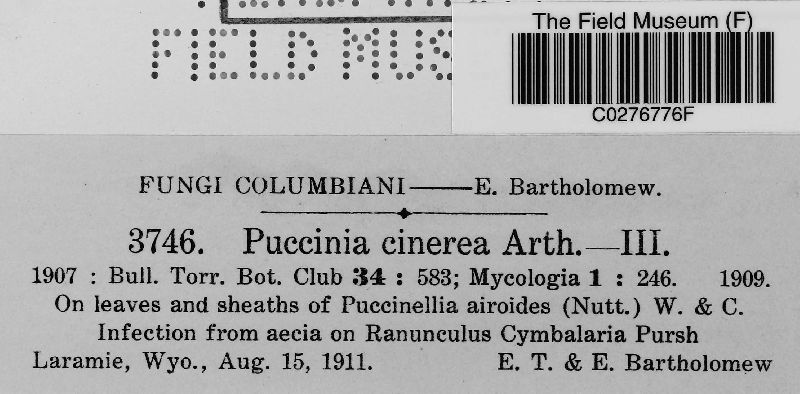 FIELD MUS
The Field Museum (F)
C0276776F
FUNGI COLUMBIANI——E. Bartholomew.
3746. Puccinia cinerea Arth.—III.
1907 : Bull. Torr. Bot. Club 34 : 583; Mycologia 1 : 246. 1909.
On leaves and sheaths of Puccinellia airoides (Nutt.) W. & C.
Infection from aecia on Ranunculus Cymbalaria Pursh
Laramie, Wyo., Aug. 15, 1911. E. T. & E. Bartholomew